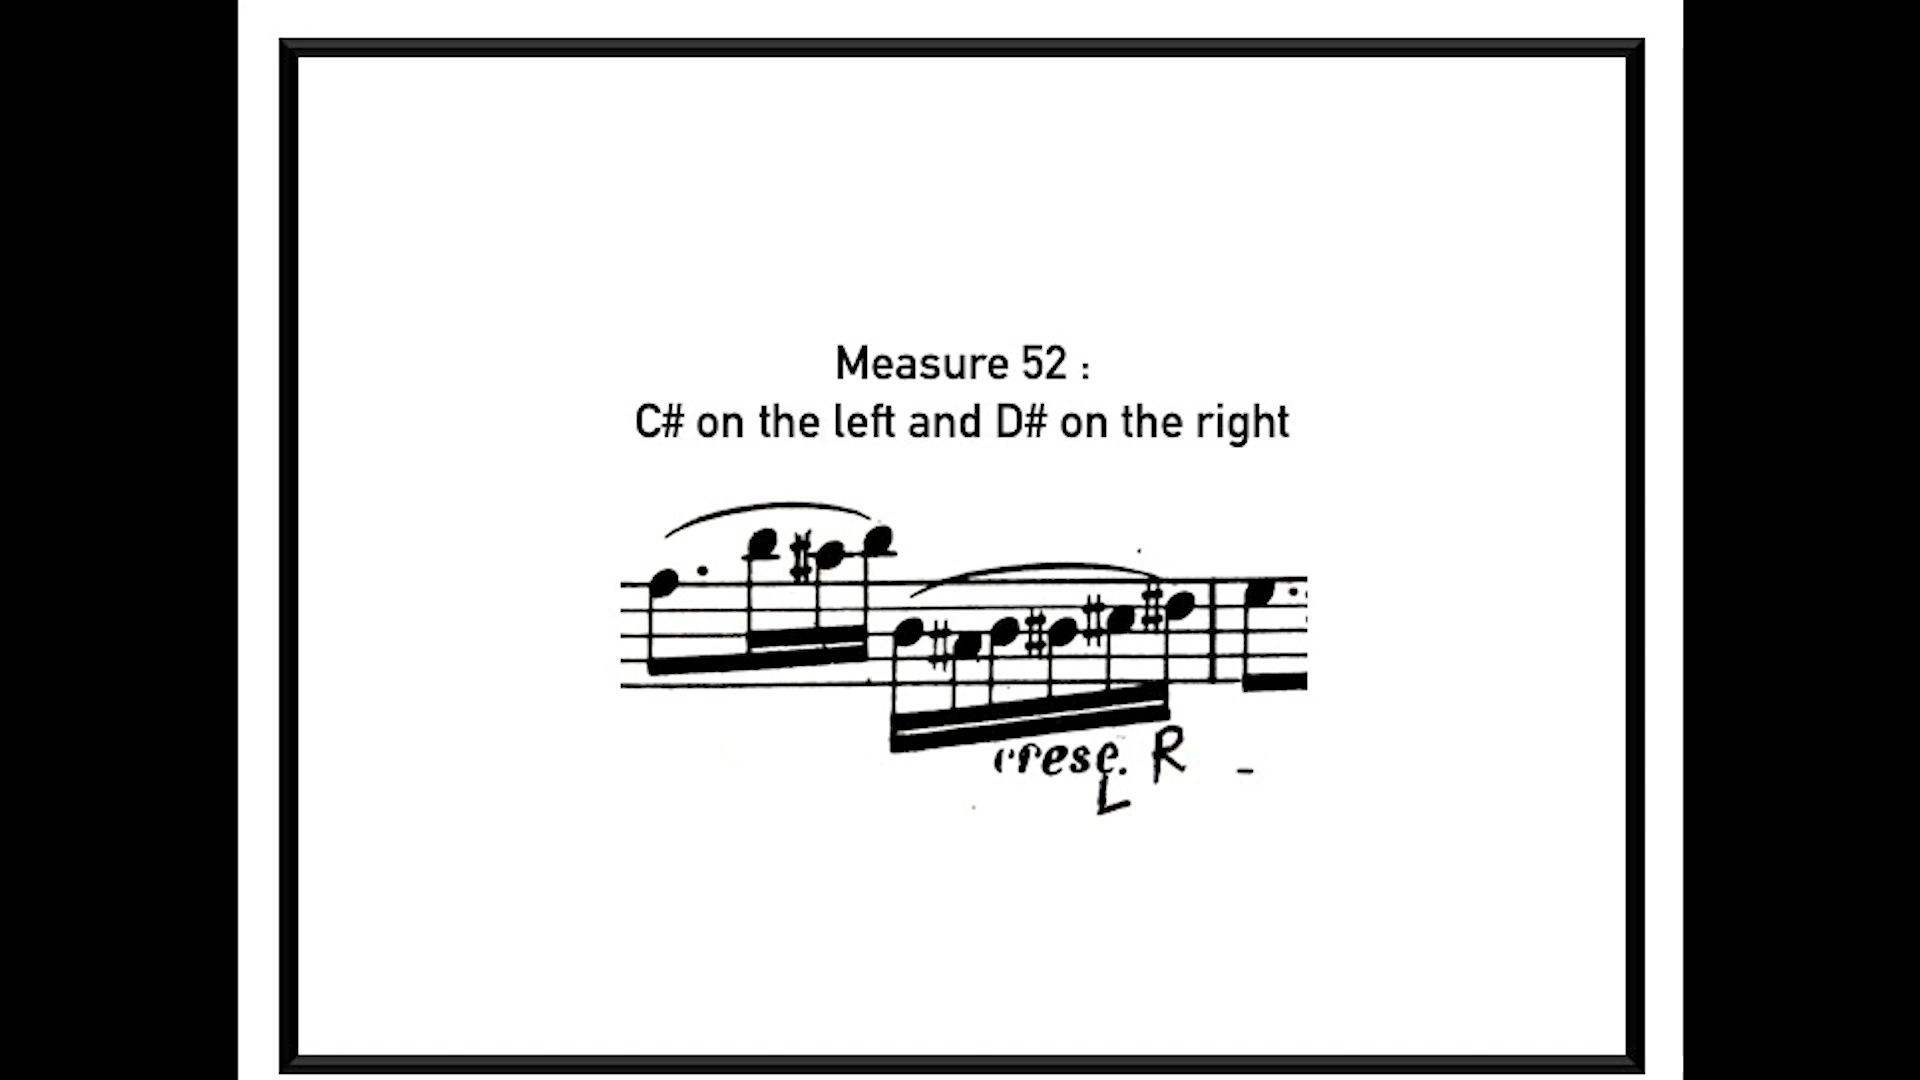 Measure 52 :
C# on the left and D# on the right
cresc. R -
L